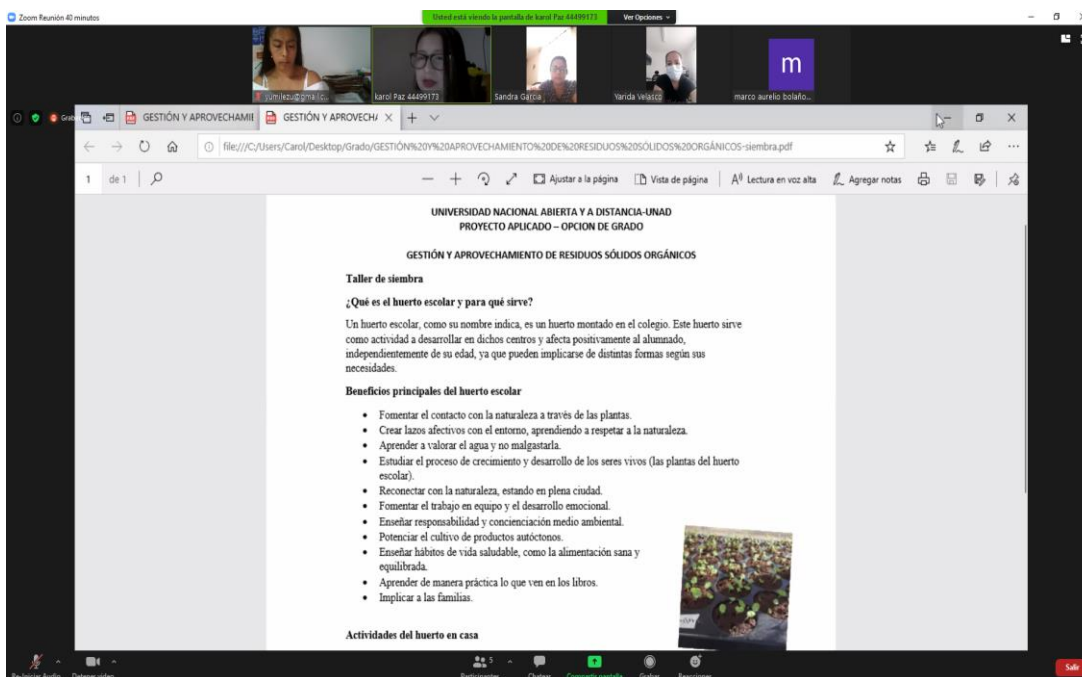 Zoom Reunión 40 minutos
Usted está viendo la pantalla de karol Paz 44499173
Ver Opciones
yumilezu@gmail.c...
karol Paz 44499173
Sandra Garcia
Yarida Velasco
marco aurelio bolaño...
m
GESTIÓN Y APROVECHAMIE
GESTIÓN Y APROVECHA
file:///C:/Users/Carol/Desktop/Grado/GESTIÓN%20Y%20APROVECHAMIENTO%20DE%20RESIDUOS%20SÓLIDOS%20ORGÁNICOS-siembra.pdf
1 de 1
Ajustar a la página
Vista de página
Lectura en voz alta
Agregar notas
UNIVERSIDAD NACIONAL ABIERTA Y A DISTANCIA-UNAD
PROYECTO APLICADO – OPCION DE GRADO
GESTIÓN Y APROVECHAMIENTO DE RESIDUOS SÓLIDOS ORGÁNICOS
Taller de siembra
¿Qué es el huerto escolar y para qué sirve?
Un huerto escolar, como su nombre indica, es un huerto montado en el colegio. Este huerto sirve
como actividad a desarrollar en dichos centros y afecta positivamente al alumnado,
independientemente de su edad, ya que pueden implicarse de distintas formas según sus
necesidades.
Beneficios principales del huerto escolar
• Fomentar el contacto con la naturaleza a través de las plantas.
• Crear lazos afectivos con el entorno, aprendiendo a respetar a la naturaleza.
• Aprender a valorar el agua y no malgastarla.
• Estudiar el proceso de crecimiento y desarrollo de los seres vivos (las plantas del huerto
escolar).
• Reconectar con la naturaleza, estando en plena ciudad.
• Fomentar el trabajo en equipo y el desarrollo emocional.
• Enseñar responsabilidad y concienciación medio ambiental.
• Potenciar el cultivo de productos autóctonos.
• Enseñar hábitos de vida saludable, como la alimentación sana y
equilibrada.
• Aprender de manera práctica lo que ven en los libros.
• Implicar a las familias.
Actividades del huerto en casa
5
Re-Iniciar Audio
Detener video
Participantes
Chatear
Compartir pantalla
Grabar
Reacciones
Salir